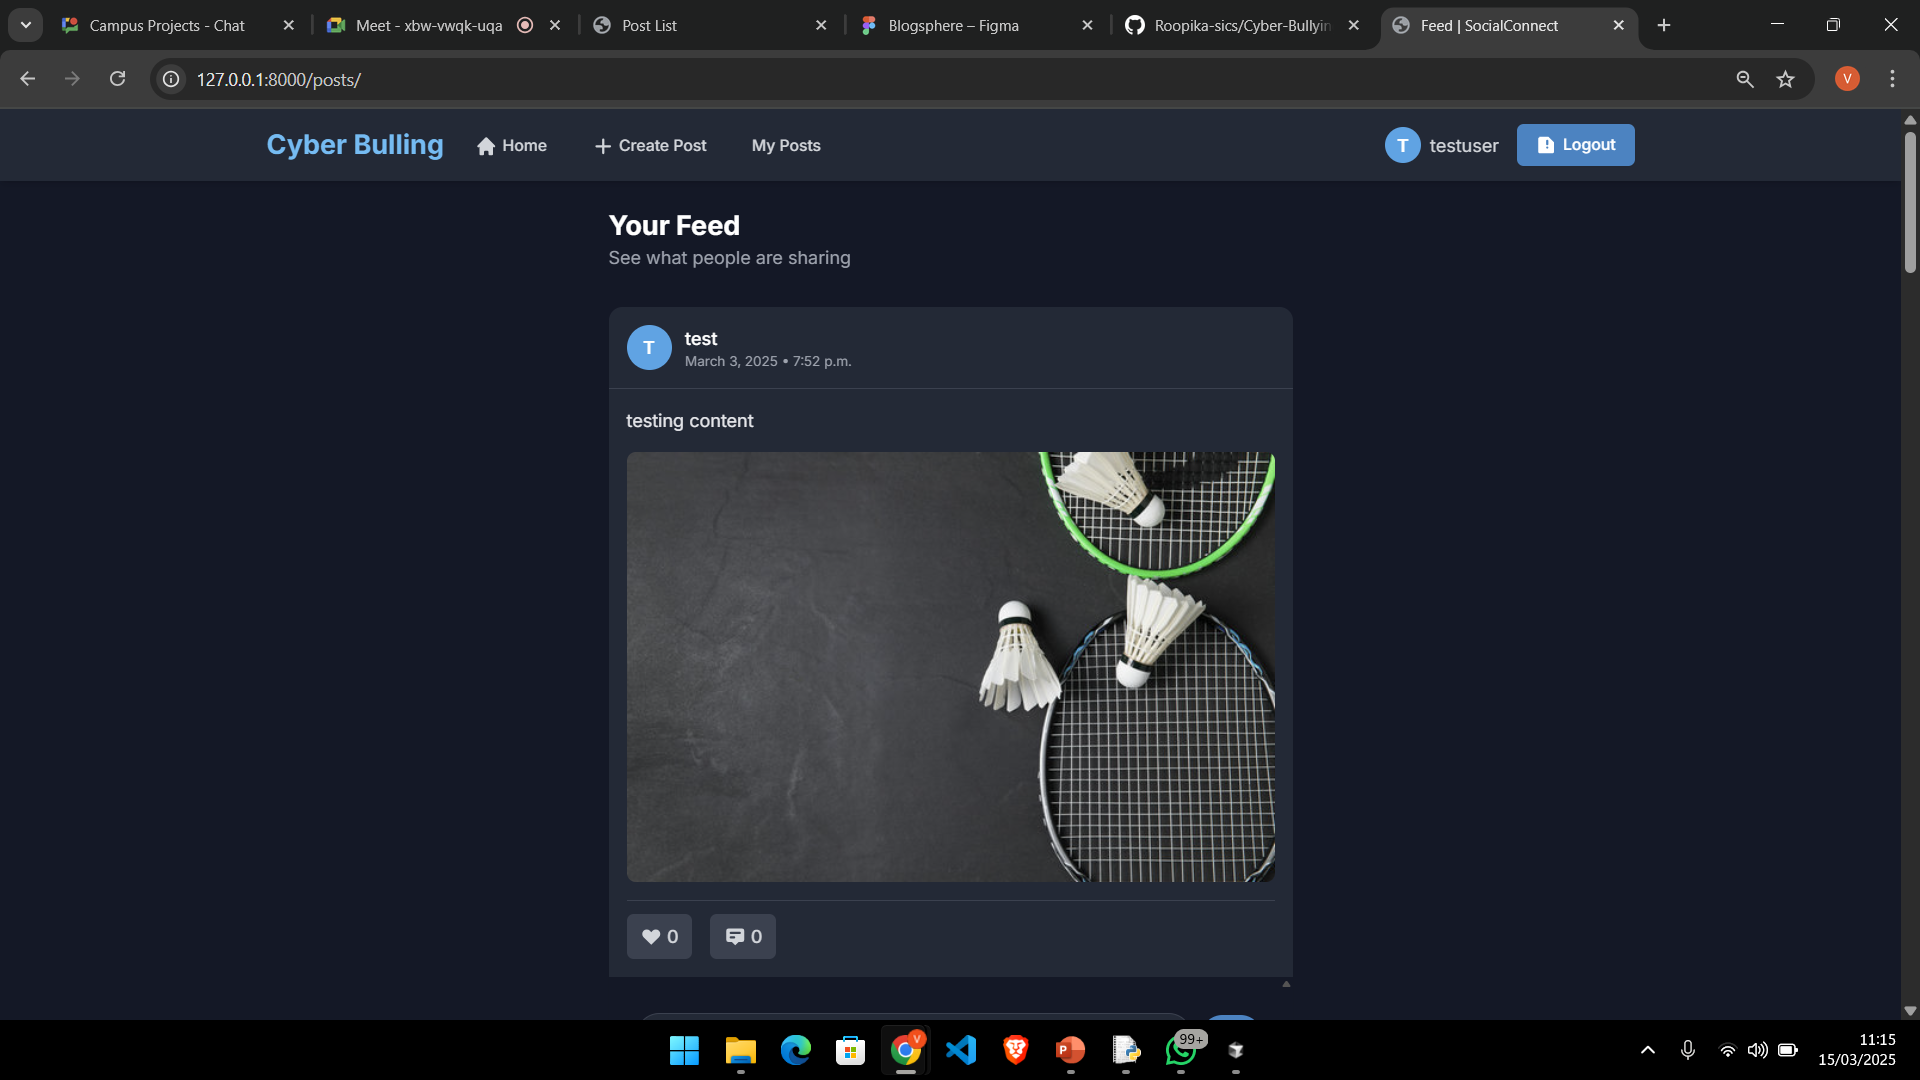 Campus Projects - Chat
Meet - xbw-vwqk-uqa
Post List
Blogsphere – Figma
Roopika-sics/Cyber-Bullyin
Feed | SocialConnect
127.0.0.1:8000/posts/
V
Cyber Bulling
Home
Create Post
My Posts
T
testuser
Logout
Your Feed
See what people are sharing
T
test
March 3, 2025 • 7:52 p.m.
testing content
0
0
V
P
99+
11:15
15/03/2025